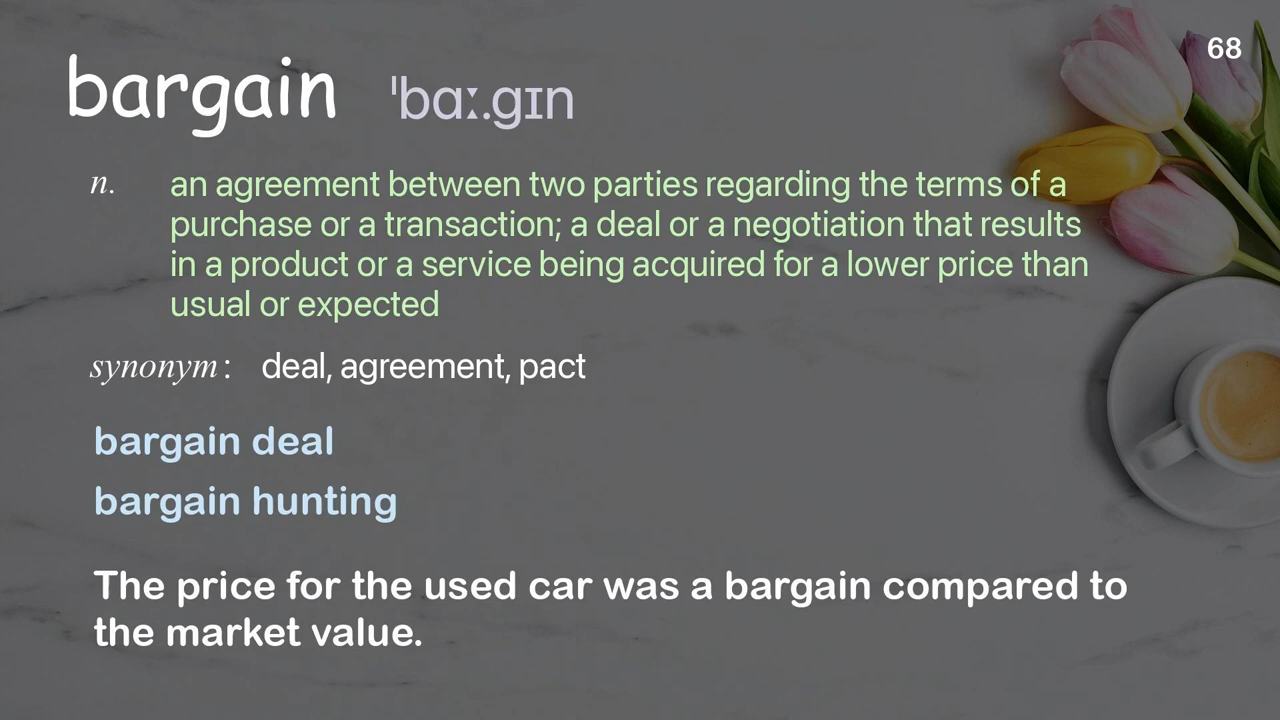 68
bargain ˈbɑː.ɡɪn
n. an agreement between two parties regarding the terms of a
purchase or a transaction; a deal or a negotiation that results
in a product or a service being acquired for a lower price than
usual or expected
synonym: deal, agreement, pact
bargain deal
bargain hunting
The price for the used car was a bargain compared to
the market value.